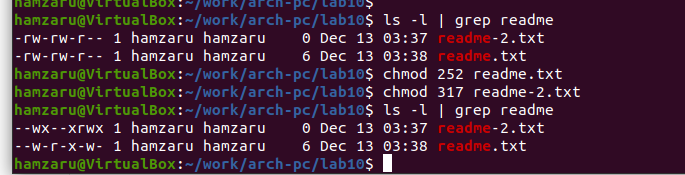 hamzaru@VirtualBox:~/work/arch-pc/lab10$
hamzaru@VirtualBox:~/work/arch-pc/lab10$ ls -l | grep readme
-rw-rw-r-- 1 hamzaru hamzaru    0 Dec 13 03:37 readme-2.txt
-rw-rw-r-- 1 hamzaru hamzaru    6 Dec 13 03:38 readme.txt
hamzaru@VirtualBox:~/work/arch-pc/lab10$ chmod 252 readme.txt
hamzaru@VirtualBox:~/work/arch-pc/lab10$ chmod 317 readme-2.txt
hamzaru@VirtualBox:~/work/arch-pc/lab10$ ls -l | grep readme
--wx--xrwx 1 hamzaru hamzaru    0 Dec 13 03:37 readme-2.txt
--w-r-x-w- 1 hamzaru hamzaru    6 Dec 13 03:38 readme.txt
hamzaru@VirtualBox:~/work/arch-pc/lab10$